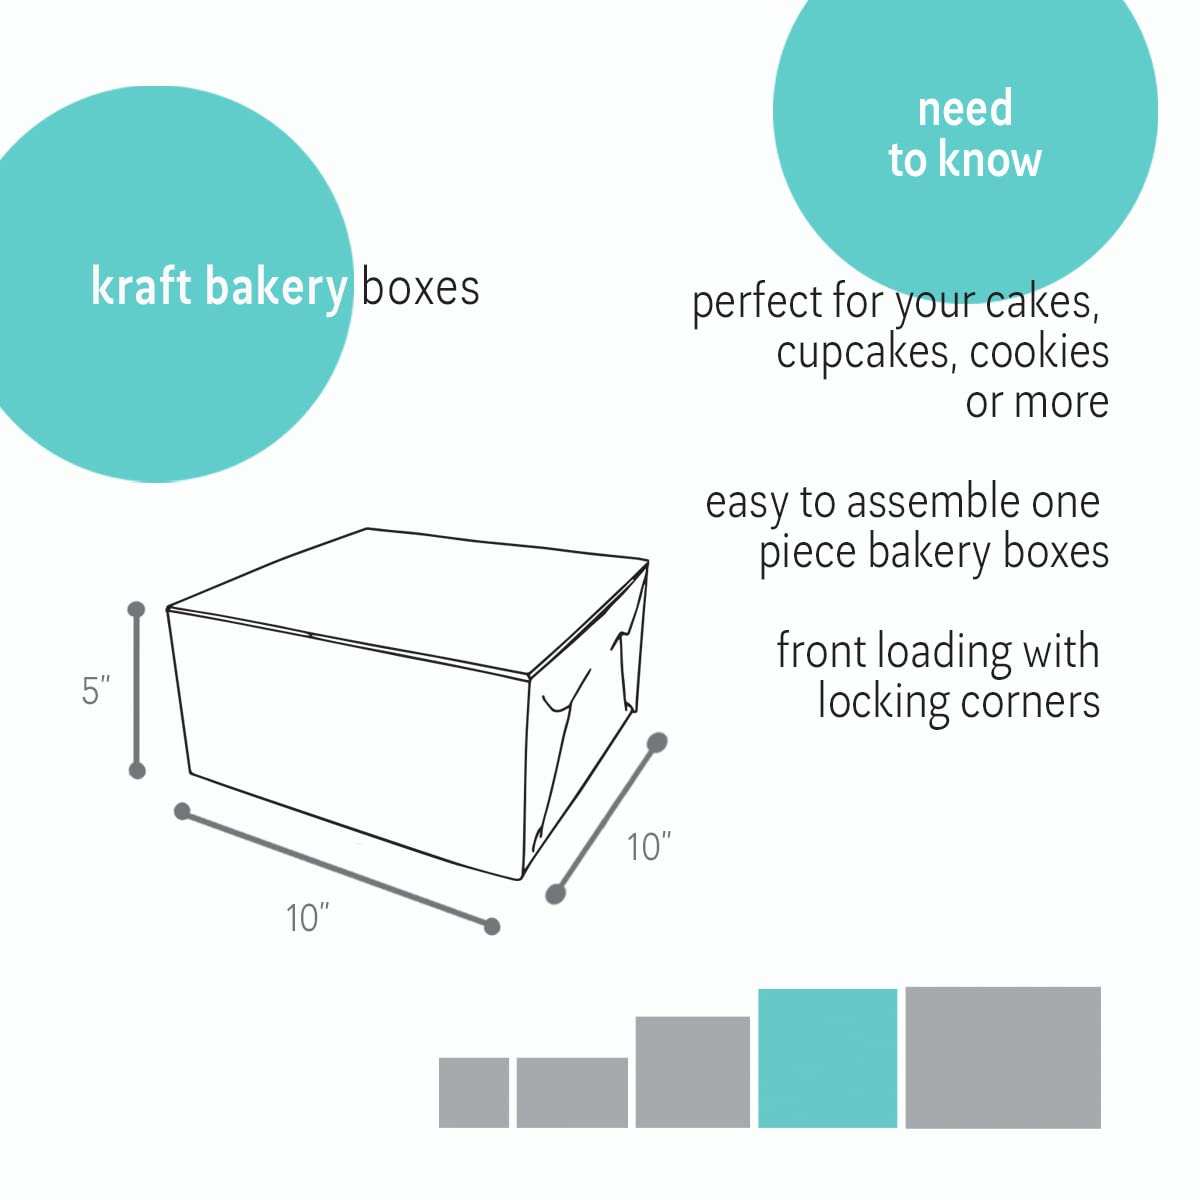 need
to know
kraft bakery boxes
perfect for your cakes,
cupcakes, cookies
or more
easy to assemble one
piece bakery boxes
front loading with
locking corners
5"
10"
10"